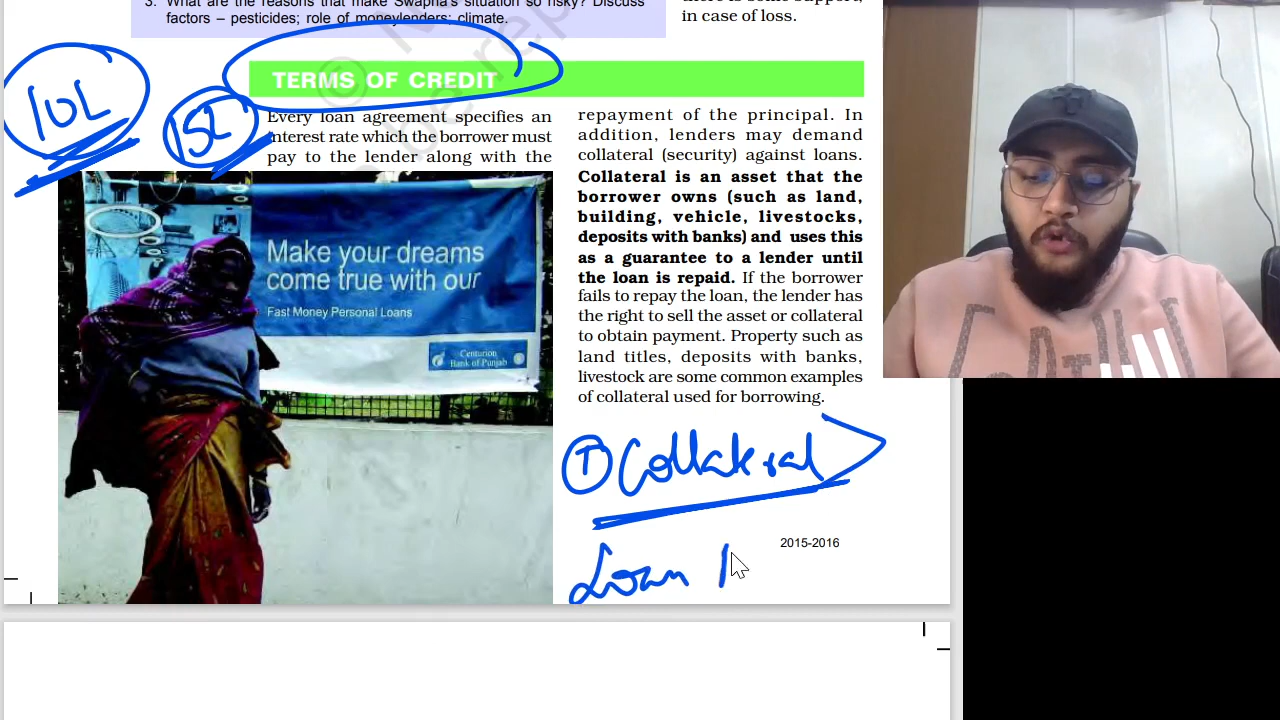 3. What are the reasons that make Swapna's situation so risky? Discuss
factors – pesticides; role of moneylenders; climate.
there is some support,
in case of loss.
TERMS OF CREDIT
10L
15L
Every loan agreement specifies an
interest rate which the borrower must
pay to the lender along with the
Make your dreams
come true with our
Fast Money Personal Loans
Centurion
Bank of Punjab
repayment of the principal. In
addition, lenders may demand
collateral (security) against loans.
Collateral is an asset that the
borrower owns (such as land,
building, vehicle, livestocks,
deposits with banks) and uses this
as a guarantee to a lender until
the loan is repaid. If the borrower
fails to repay the loan, the lender has
the right to sell the asset or collateral
to obtain payment. Property such as
land titles, deposits with banks,
livestock are some common examples
of collateral used for borrowing.
Collateral
2015-2016
Loan